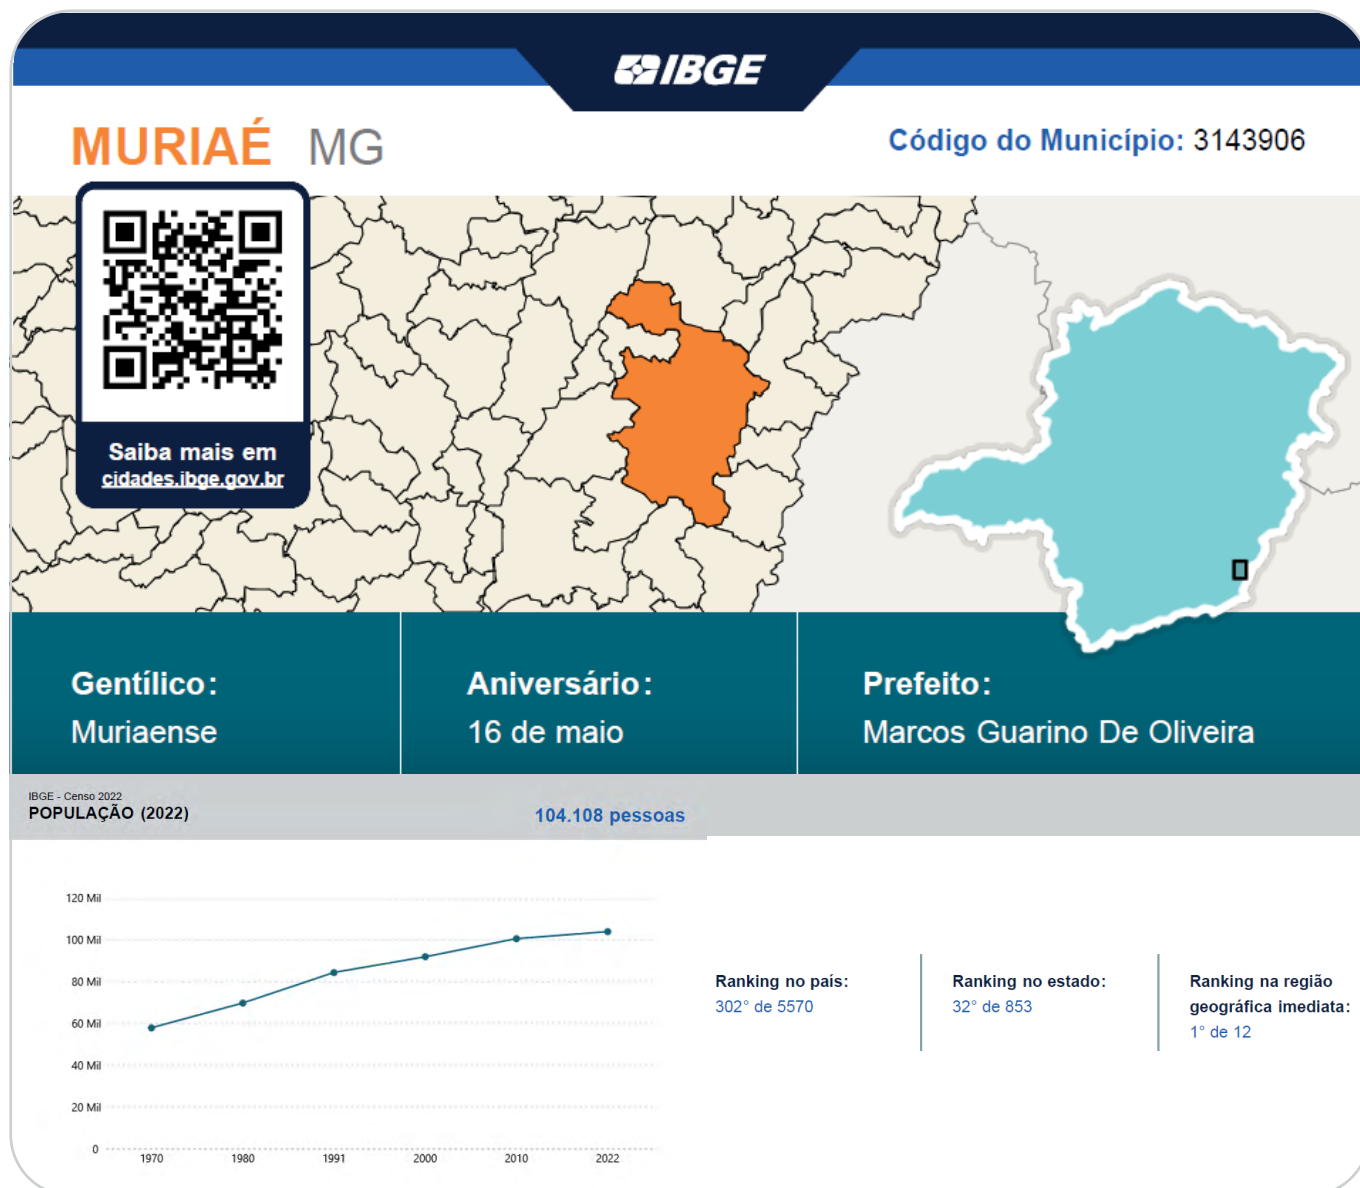 IBGE
MURIAÉ MG
Código do Município: 3143906
Saiba mais em
cidades.ibge.gov.br
Gentílico:
Muriaense
Aniversário:
16 de maio
Prefeito:
Marcos Guarino De Oliveira
IBGE - Censo 2022
POPULAÇÃO (2022)
104.108 pessoas
120 Mil
100 Mil
80 Mil
60 Mil
40 Mil
20 Mil
0
1970 1980 1991 2000 2010 2022
Ranking no país:
302° de 5570
Ranking no estado:
32° de 853
Ranking na região
geográfica imediata:
1° de 12